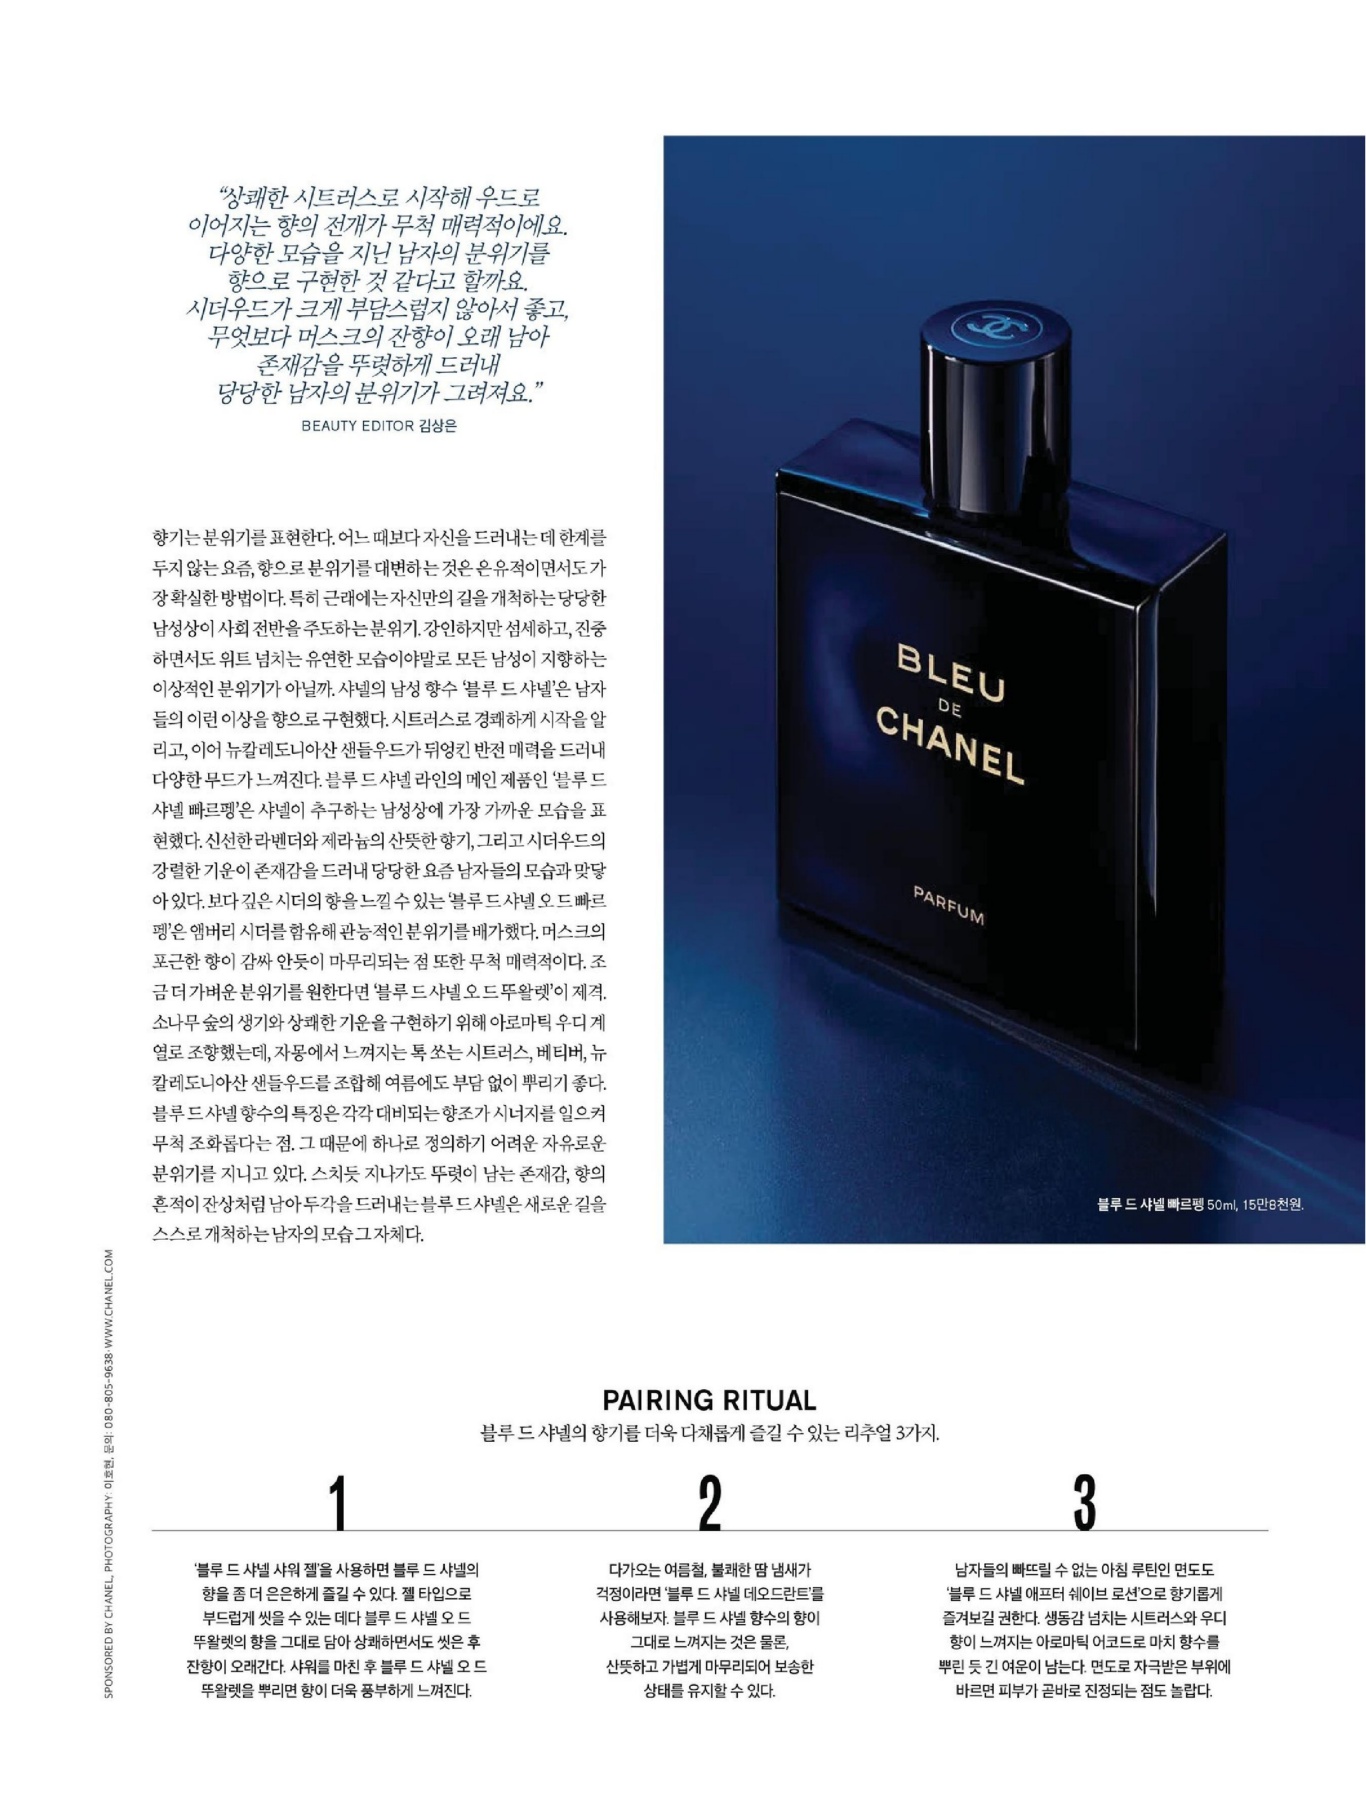 “상쾌한 시트러스로 시작해 우드로
이어지는 향의 전개가 무척 매력적이에요.
다양한 모습을 지닌 남자의 분위기를
향으로 구현한 것 같다고 할까요.
시더우드가 크게 부담스럽지 않아서 좋고,
무엇보다 머스크의 잔향이 오래 남아
존재감을 뚜렷하게 드러내
당당한 남자의 분위기가 그려져요.”
BEAUTY EDITOR 김상은
향기는 분위기를 표현한다. 어느 때보다 자신을 드러내는 데 한계를
두지 않는 요즘, 향으로 분위기를 대변하는 것은 은유적이면서도 가
장 확실한 방법이다. 특히 근래에는 자신만의 길을 개척하는 당당한
남성상이 사회 전반을 주도하는 분위기. 강인하지만 섬세하고, 진중
하면서도 위트 넘치는 유연한 모습이야말로 모든 남성이 지향하는
이상적인 분위기가 아닐까. 샤넬의 남성 향수 ‘블루 드 샤넬’은 남자
들의 이런 이상을 향으로 구현했다. 시트러스로 경쾌하게 시작을 알
리고, 이어 뉴칼레도니아산 샌들우드가 뒤엉킨 반전 매력을 드러내
다양한 무드가 느껴진다. 블루 드 샤넬 라인의 메인 제품인 ‘블루 드
샤넬 빠르펭’은 샤넬이 추구하는 남성상에 가장 가까운 모습을 표
현했다. 신선한 라벤더와 제라늄의 산뜻한 향기, 그리고 시더우드의
강렬한 기운이 존재감을 드러내 당당한 요즘 남자들의 모습과 맞닿
아 있다. 보다 깊은 시더의 향을 느낄 수 있는 ‘블루 드 샤넬 오 드 빠르
펭’은 앰버리 시더를 함유해 관능적인 분위기를 배가했다. 머스크의
포근한 향이 감싸 안듯이 마무리되는 점 또한 무척 매력적이다. 조
금 더 가벼운 분위기를 원한다면 ‘블루 드 샤넬 오 드 뚜왈렛’이 제격.
소나무 숲의 생기와 상쾌한 기운을 구현하기 위해 아로마틱 우디 계
열로 조향했는데, 자몽에서 느껴지는 톡 쏘는 시트러스, 베티버, 뉴
칼레도니아산 샌들우드를 조합해 여름에도 부담 없이 뿌리기 좋다.
블루 드 샤넬 향수의 특징은 각각 대비되는 향조가 시너지를 일으켜
무척 조화롭다는 점. 그 때문에 하나로 정의하기 어려운 자유로운
분위기를 지니고 있다. 스치듯 지나가도 뚜렷이 남는 존재감, 향의
흔적이 잔상처럼 남아 두각을 드러내는 블루 드 샤넬은 새로운 길을
스스로 개척하는 남자의 모습 그 자체다.
BLEU
DE
CHANEL
PARFUM
블루 드 샤넬 빠르펭 50ml, 15만8천원.
SPONSORED BY CHANEL, PHOTOGRAPHY: 이호현, 문의: 080-805-9638·WWW.CHANEL.COM
PAIRING RITUAL
블루 드 샤넬의 향기를 더욱 다채롭게 즐길 수 있는 리추얼 3가지.
1
‘블루 드 샤넬 샤워 젤’을 사용하면 블루 드 샤넬의
향을 좀 더 은은하게 즐길 수 있다. 젤 타입으로
부드럽게 씻을 수 있는 데다 블루 드 샤넬 오 드
뚜왈렛의 향을 그대로 담아 상쾌하면서도 씻은 후
잔향이 오래간다. 샤워를 마친 후 블루 드 샤넬 오 드
뚜왈렛을 뿌리면 향이 더욱 풍부하게 느껴진다.
2
다가오는 여름철, 불쾌한 땀 냄새가
걱정이라면 ‘블루 드 샤넬 데오드란트’를
사용해보자. 블루 드 샤넬 향수의 향이
그대로 느껴지는 것은 물론,
산뜻하고 가볍게 마무리되어 보송한
상태를 유지할 수 있다.
3
남자들의 빠뜨릴 수 없는 아침 루틴인 면도도
‘블루 드 샤넬 애프터 쉐이브 로션’으로 향기롭게
즐겨보길 권한다. 생동감 넘치는 시트러스와 우디
향이 느껴지는 아로마틱 어코드로 마치 향수를
뿌린 듯 긴 여운이 남는다. 면도로 자극받은 부위에
바르면 피부가 곧바로 진정되는 점도 놀랍다.